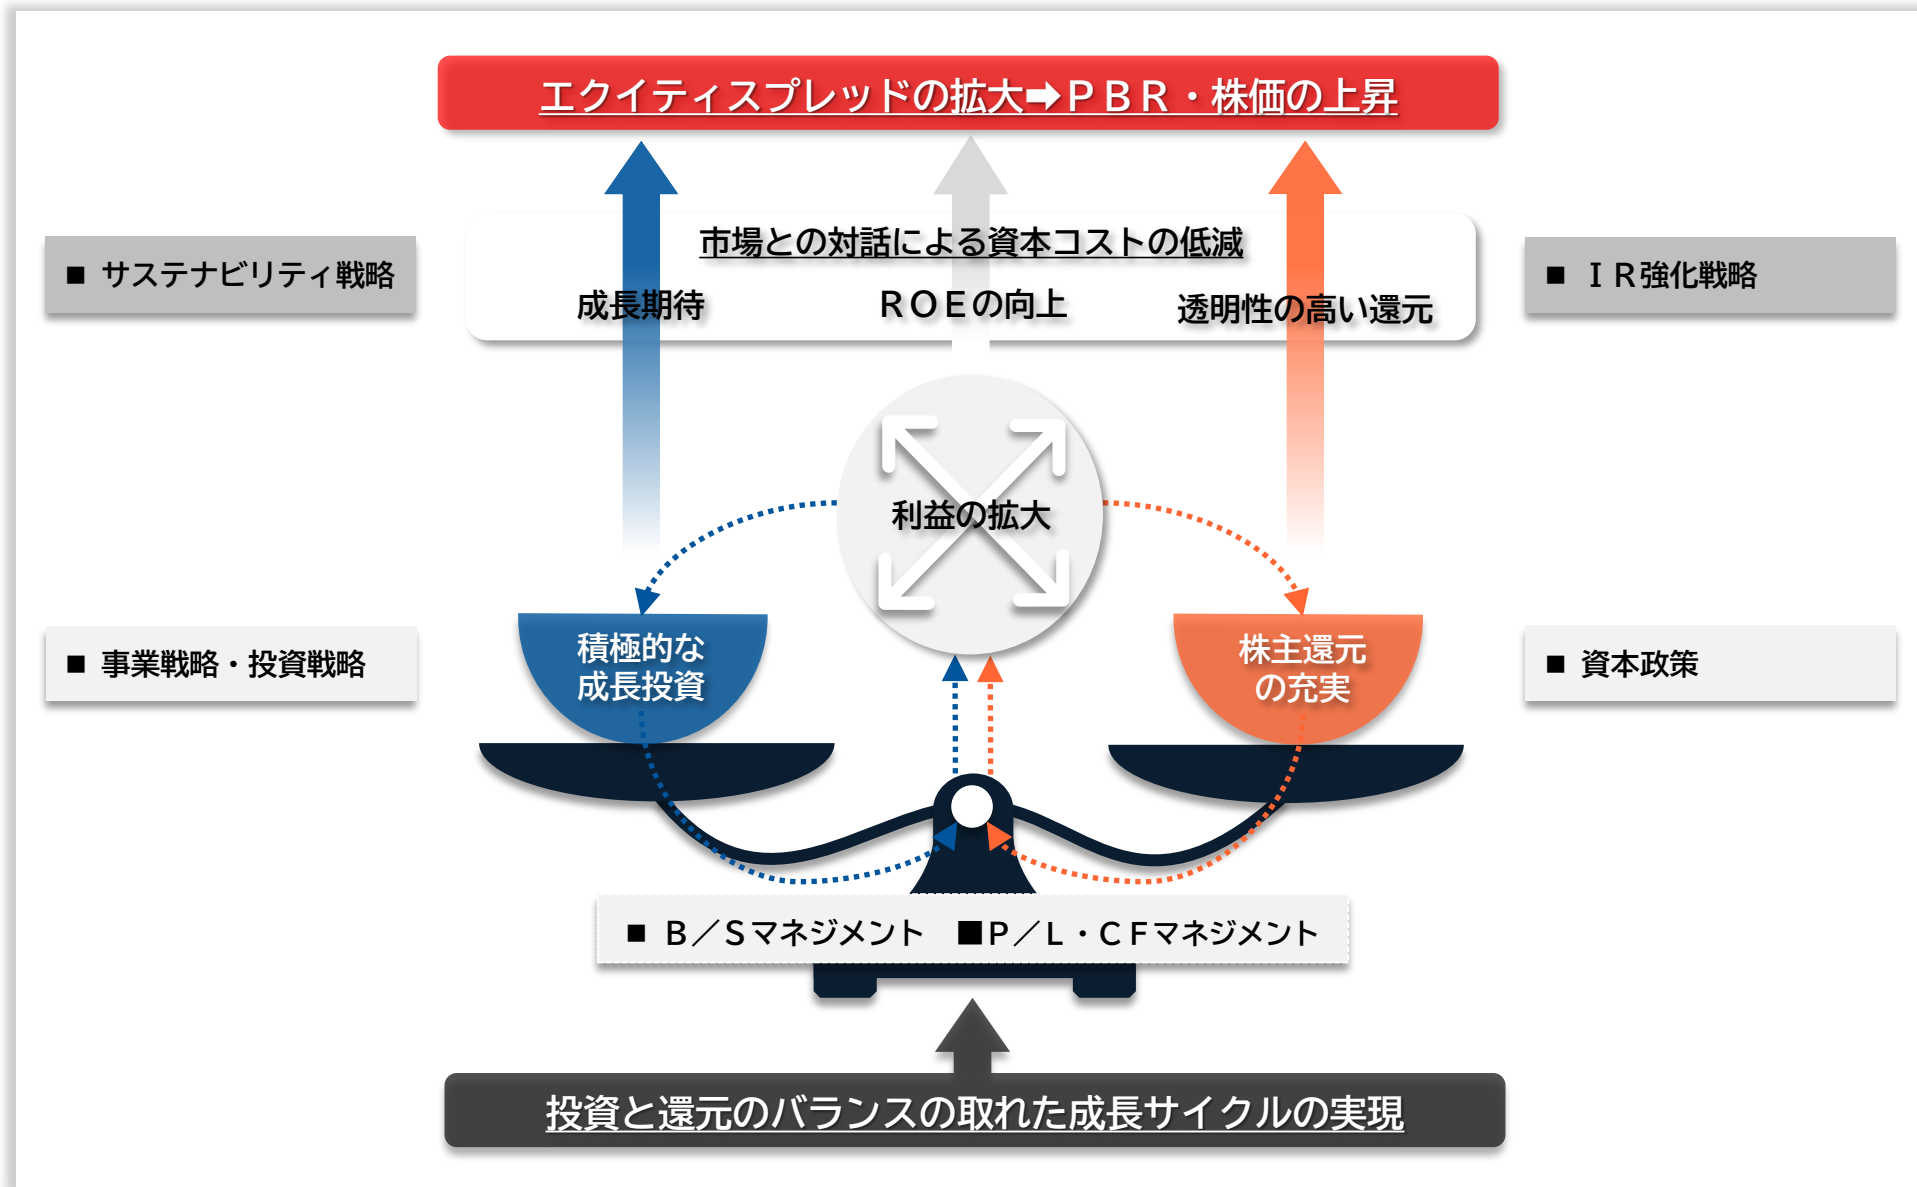 エクイティスプレッドの拡大➡ＰＢＲ・株価の上昇
市場との対話による資本コストの低減
■ サステナビリティ戦略
■ ＩＲ強化戦略
成長期待
ＲＯＥの向上
透明性の高い還元
利益の拡大
■ 事業戦略・投資戦略
積極的な
成長投資
株主還元
の充実
■ 資本政策
■ Ｂ／Ｓマネジメント ■Ｐ／Ｌ・ＣＦマネジメント
投資と還元のバランスの取れた成長サイクルの実現